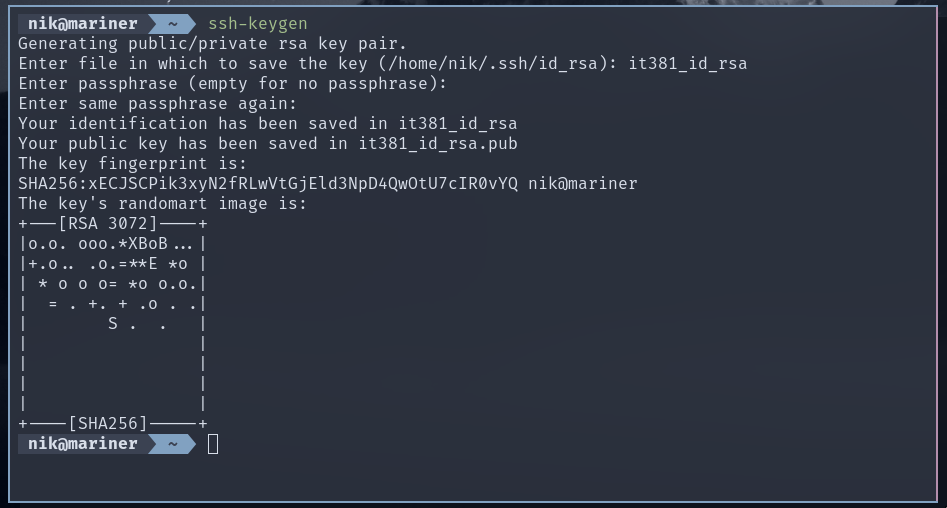 nik@mariner ~ ssh-keygen
Generating public/private rsa key pair.
Enter file in which to save the key (/home/nik/.ssh/id_rsa): it381_id_rsa
Enter passphrase (empty for no passphrase):
Enter same passphrase again:
Your identification has been saved in it381_id_rsa
Your public key has been saved in it381_id_rsa.pub
The key fingerprint is:
SHA256:xECJSCPik3xyN2fRLwVtGjEld3NpD4QwOtU7cIR0vYQ nik@mariner
The key's randomart image is:
+---[RSA 3072]----+
|o.o. ooo.*XBoB...|
|+.o.. .o.=**E *o |
| * o o o= *o o.o.|
|  = . +. + .o . .|
|        S .  .   |
|                 |
|                 |
|                 |
|                 |
+----[SHA256]-----+
nik@mariner ~